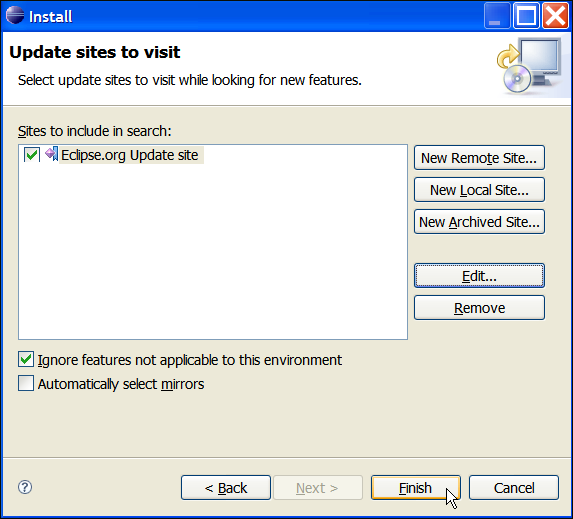 Install
Update sites to visit
Select update sites to visit while looking for new features.
Sites to include in search:
Eclipse.org Update site
New Remote Site...
New Local Site...
New Archived Site...
Edit...
Remove
Ignore features not applicable to this environment
Automatically select mirrors
? < Back Next > Finish Cancel